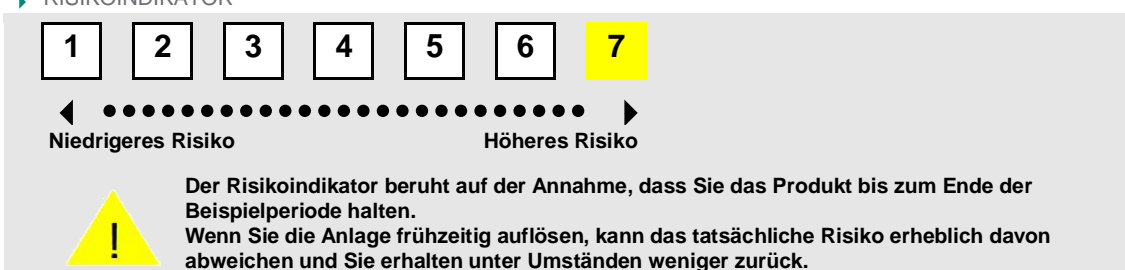 RISIKOINDIKATOR
1 2 3 4 5 6 7
Niedrigeres Risiko Höheres Risiko
Der Risikoindikator beruht auf der Annahme, dass Sie das Produkt bis zum Ende der
Beispielperiode halten.
!
Wenn Sie die Anlage frühzeitig auflösen, kann das tatsächliche Risiko erheblich davon
abweichen und Sie erhalten unter Umständen weniger zurück.